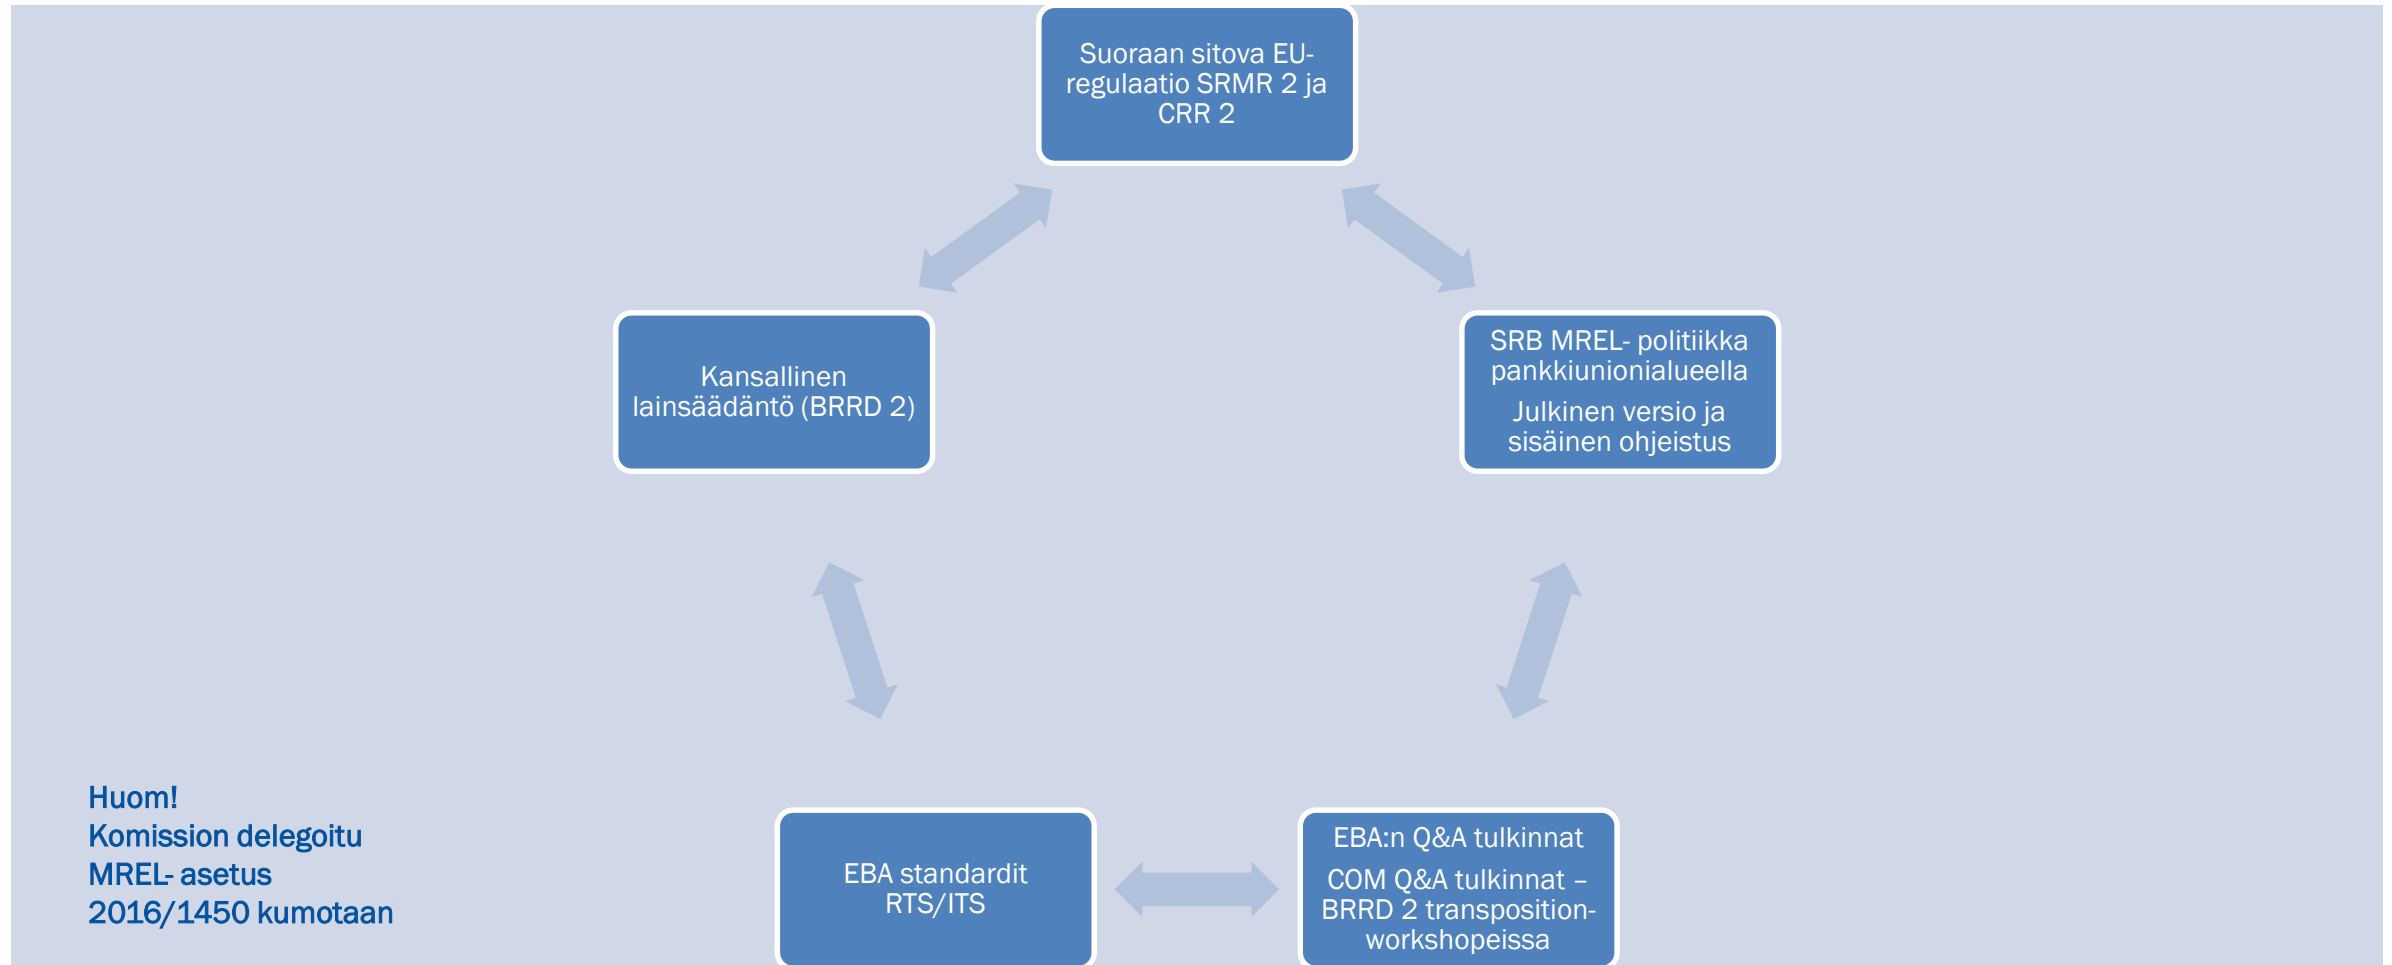 Suoraan sitova EU-
regulaatio SRMR 2 ja
CRR 2
Kansallinen
lainsäädäntö (BRRD 2)
SRB MREL- politiikka
pankkiunionialueella
Julkinen versio ja
sisäinen ohjeistus
EBA standardit
RTS/ITS
EBA:n Q&A tulkinnat
COM Q&A tulkinnat –
BRRD 2 transposition-
workshopeissa
Huom!
Komission delegoitu
MREL- asetus
2016/1450 kumotaan